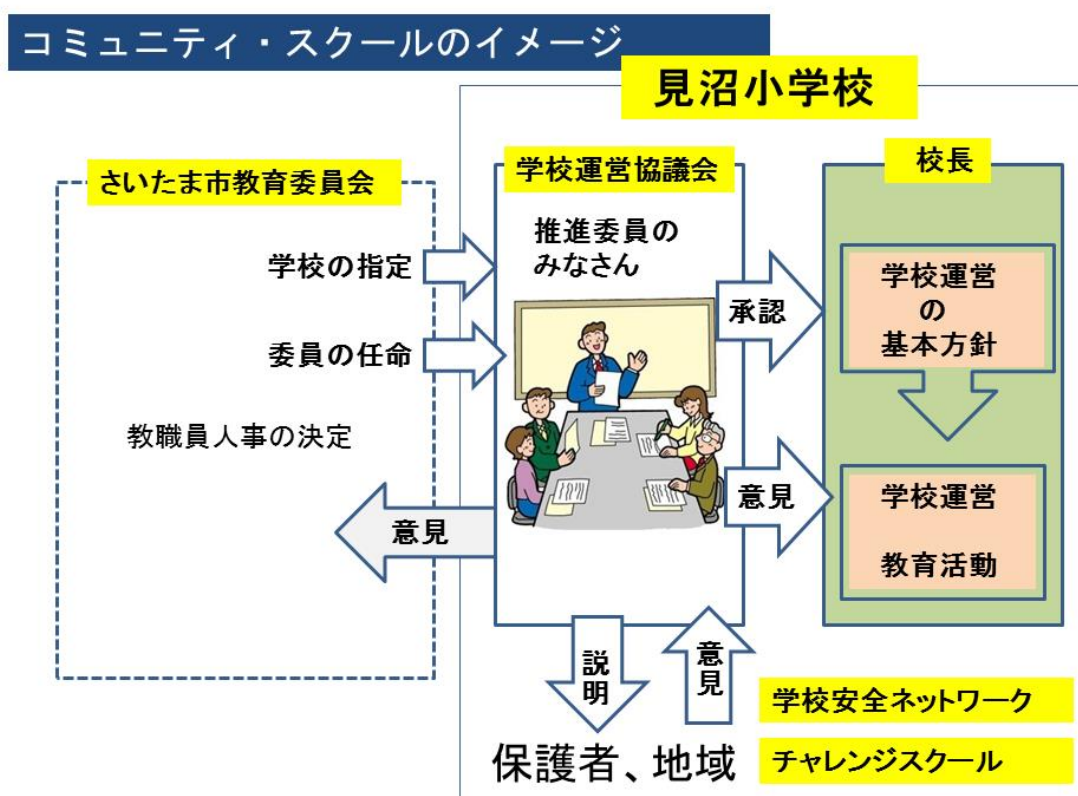 コミュニティ・スクールのイメージ
見沼小学校
さいたま市教育委員会
学校の指定
委員の任命
教職員人事の決定
意見
学校運営協議会
推進委員の
みなさん
承認
意見
校長
学校運営
の
基本方針
学校運営
教育活動
説明
意見
保護者、地域
学校安全ネットワーク
チャレンジスクール